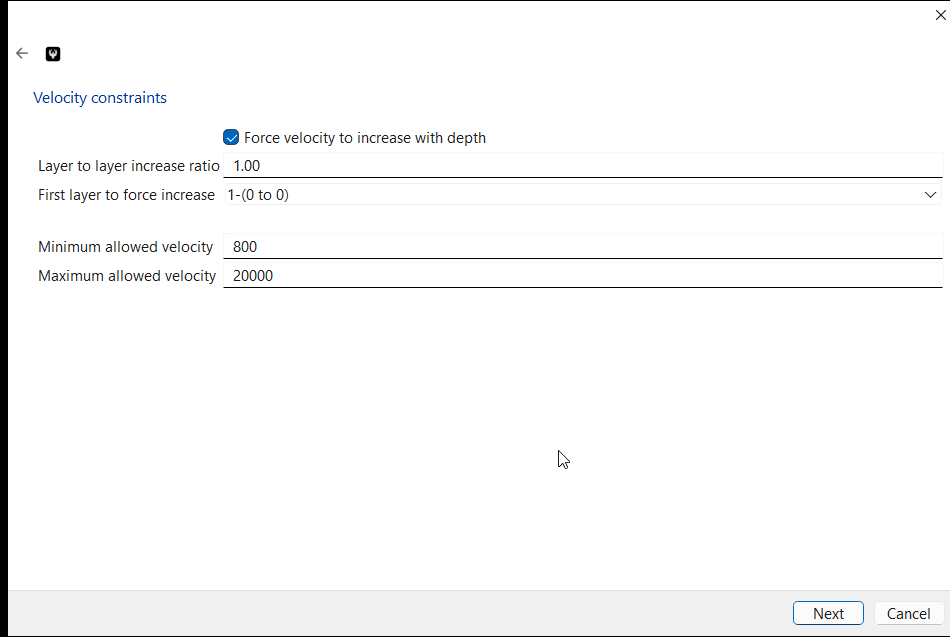 Velocity constraints
Force velocity to increase with depth
Layer to layer increase ratio 1.00
First layer to force increase 1-(0 to 0)
Minimum allowed velocity 800
Maximum allowed velocity 20000
Next Cancel